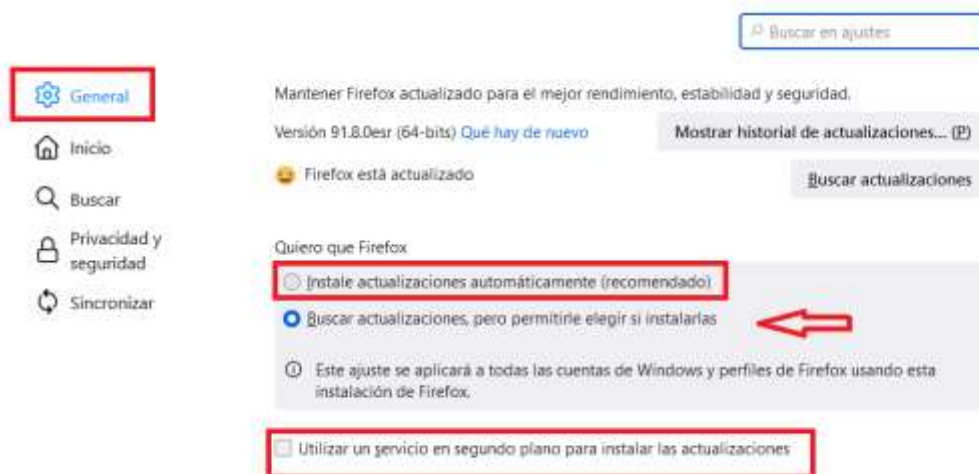 Buscar en ajustes
General
Inicio
Buscar
Privacidad y
seguridad
Sincronizar
Mantener Firefox actualizado para el mejor rendimiento, estabilidad y seguridad.
Versión 91.8.0esr (64-bits) Qué hay de nuevo
Mostrar historial de actualizaciones... (P)
Firefox está actualizado
Buscar actualizaciones
Quiero que Firefox
Instale actualizaciones automáticamente (recomendado)
Buscar actualizaciones, pero permitirle elegir si instalarlas
Este ajuste se aplicará a todas las cuentas de Windows y perfiles de Firefox usando esta
instalación de Firefox.
Utilizar un servicio en segundo plano para instalar las actualizaciones